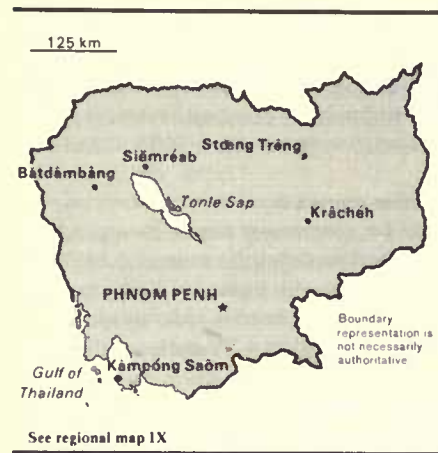 125 km
Stœng Trêng
Siĕmréab
Bătdâmbâng
Tonle Sap
Krâchéh
PHNOM PENH
Boundary
representation is
not necessarily
authoritative
Gulf of
Thailand
Kâmpóng Saôm
See regional map IX